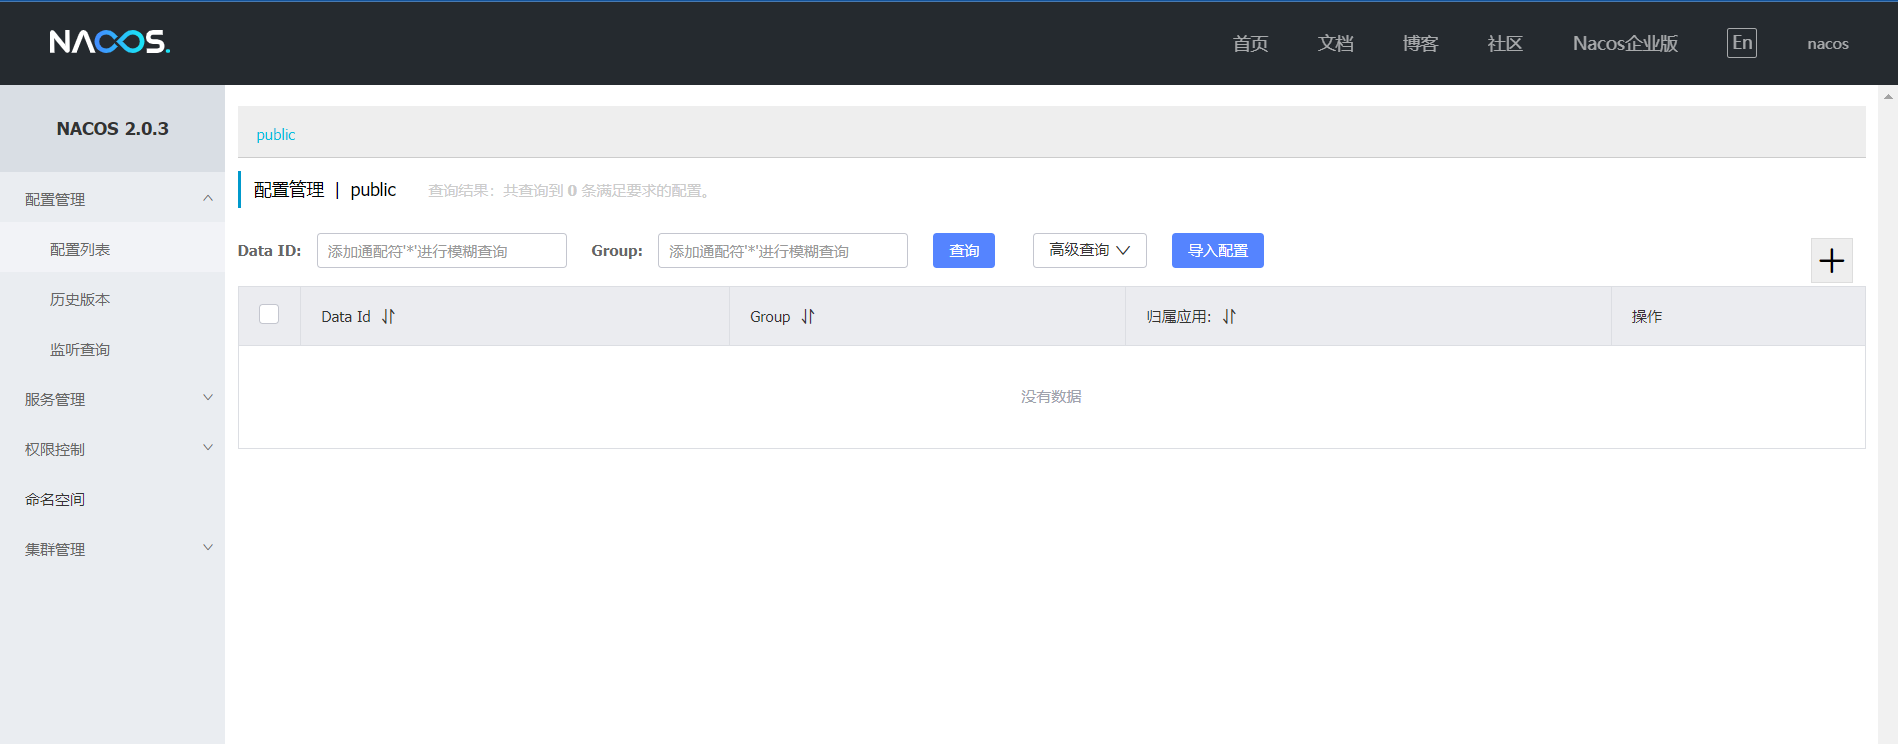 NACOS.
首页 文档 博客 社区 Nacos企业版 En nacos
NACOS 2.0.3
配置管理
配置列表
历史版本
监听查询
服务管理
权限控制
命名空间
集群管理
public
配置管理 | public 查询结果：共查询到 0 条满足要求的配置。
Data ID: 添加通配符'*'进行模糊查询 Group: 添加通配符'*'进行模糊查询 查询 高级查询 导入配置
Data Id Group 归属应用: 操作
没有数据